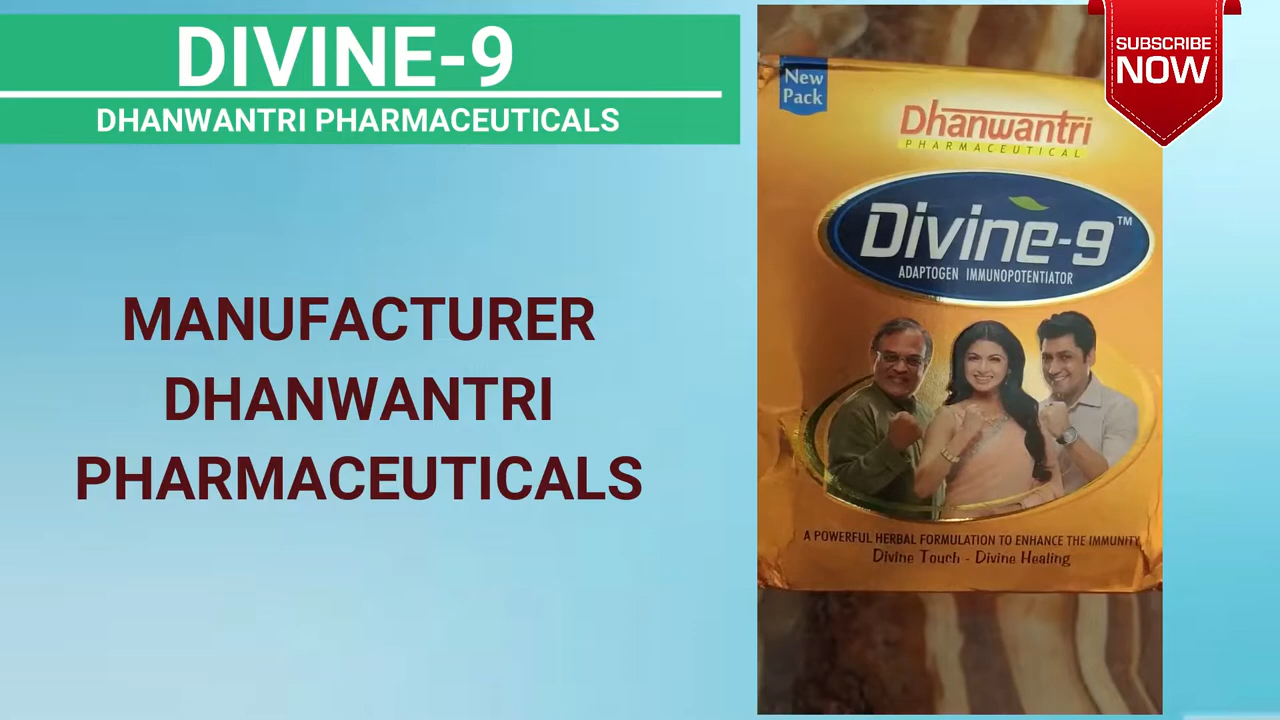 DIVINE-9
DHANWANTRI PHARMACEUTICALS
MANUFACTURER
DHANWANTRI
PHARMACEUTICALS
New
Pack
Dhanwantri
PHARMACEUTICAL
Divine-9™
ADAPTOGEN IMMUNOPOTENTIATOR
A POWERFUL HERBAL FORMULATION TO ENHANCE THE IMMUNITY
Divine Touch - Divine Healing
SUBSCRIBE
NOW